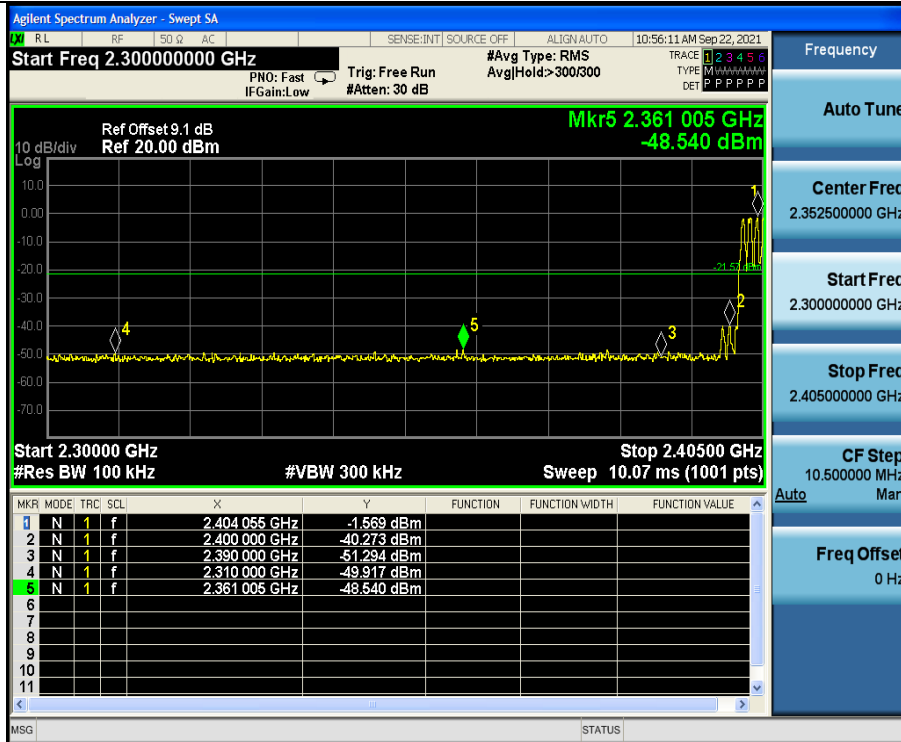 Agilent Spectrum Analyzer - Swept SA
LXI RL RF 50 Ω AC SENSE:INT SOURCE OFF ALIGN AUTO 10:56:11 AM Sep 22, 2021
Start Freq 2.300000000 GHz
PNO: Fast
IFGain:Low
Trig: Free Run
#Atten: 30 dB
#Avg Type: RMS
Avg|Hold:>300/300
TRACE 1 2 3 4 5 6
TYPE M
DET P P P P P P
Mkr5 2.361 005 GHz
-48.540 dBm
Ref Offset 9.1 dB
Ref 20.00 dBm
10 dB/div
Log
10.0
0.00
-10.0
-20.0
-30.0
-40.0
-50.0
-60.0
-70.0
1
2
3
4
5
Start 2.30000 GHz
Stop 2.40500 GHz
#Res BW 100 kHz
#VBW 300 kHz
Sweep 10.07 ms (1001 pts)
MKR MODE TRC SCL X Y FUNCTION FUNCTION WIDTH FUNCTION VALUE
1 N 1 f 2.404 055 GHz -1.569 dBm
2 N 1 f 2.400 000 GHz -40.273 dBm
3 N 1 f 2.390 000 GHz -51.294 dBm
4 N 1 f 2.310 000 GHz -49.917 dBm
5 N 1 f 2.361 005 GHz -48.540 dBm
6
7
8
9
10
11
MSG
STATUS
Frequency
Auto Tune
Center Freq
2.352500000 GHz
Start Freq
2.300000000 GHz
Stop Freq
2.405000000 GHz
CF Step
10.500000 MHz
Auto Man
Freq Offset
0 Hz